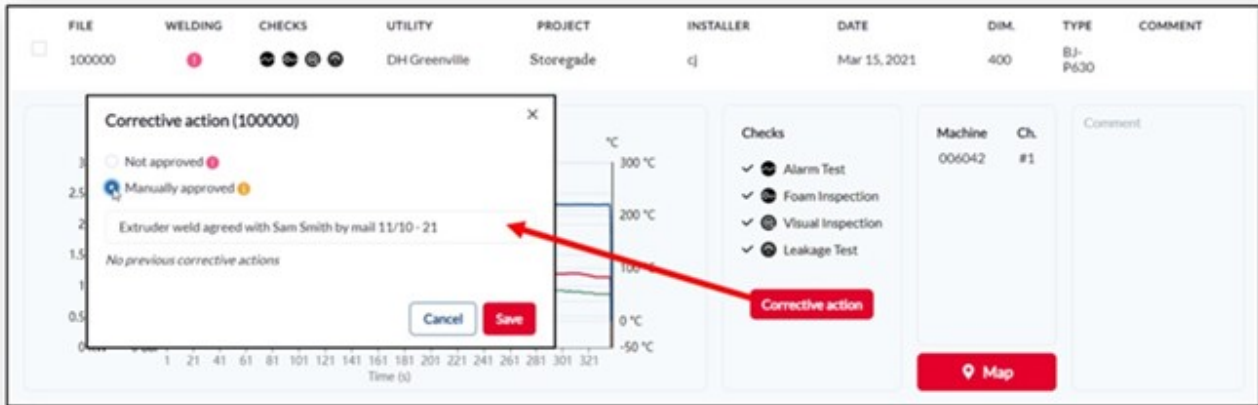 FILE WELDING CHECKS UTILITY PROJECT INSTALLER DATE DIM. TYPE COMMENT
100000 DH Greenville Storegade cj Mar 15, 2021 400 BJ-
P630
Corrective action (100000) ×
Not approved
Manually approved
Extruder weld agreed with Sam Smith by mail 11/10 - 21
No previous corrective actions
Cancel Save
2.5
2
1.5
1
0.5
°C
300 °C
200 °C
100 °C
0 °C
-50 °C
1 21 41 61 81 101 121 141 161 181 201 221 241 261 281 301 321
Time (s)
Checks
Alarm Test
Foam Inspection
Visual Inspection
Leakage Test
Corrective action
Machine Ch.
006042 #1
Map
Comment